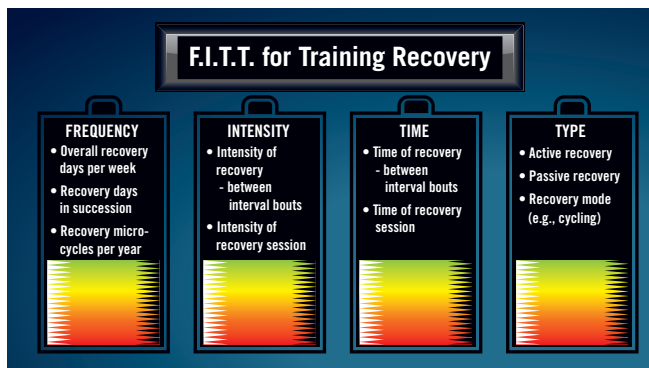 F.I.T.T. for Training Recovery
FREQUENCY
• Overall recovery
days per week
• Recovery days
in succession
• Recovery micro-
cycles per year
INTENSITY
• Intensity of
recovery
- between
interval bouts
• Intensity of
recovery session
TIME
• Time of recovery
- between
interval bouts
• Time of recovery
session
TYPE
• Active recovery
• Passive recovery
• Recovery mode
(e.g., cycling)